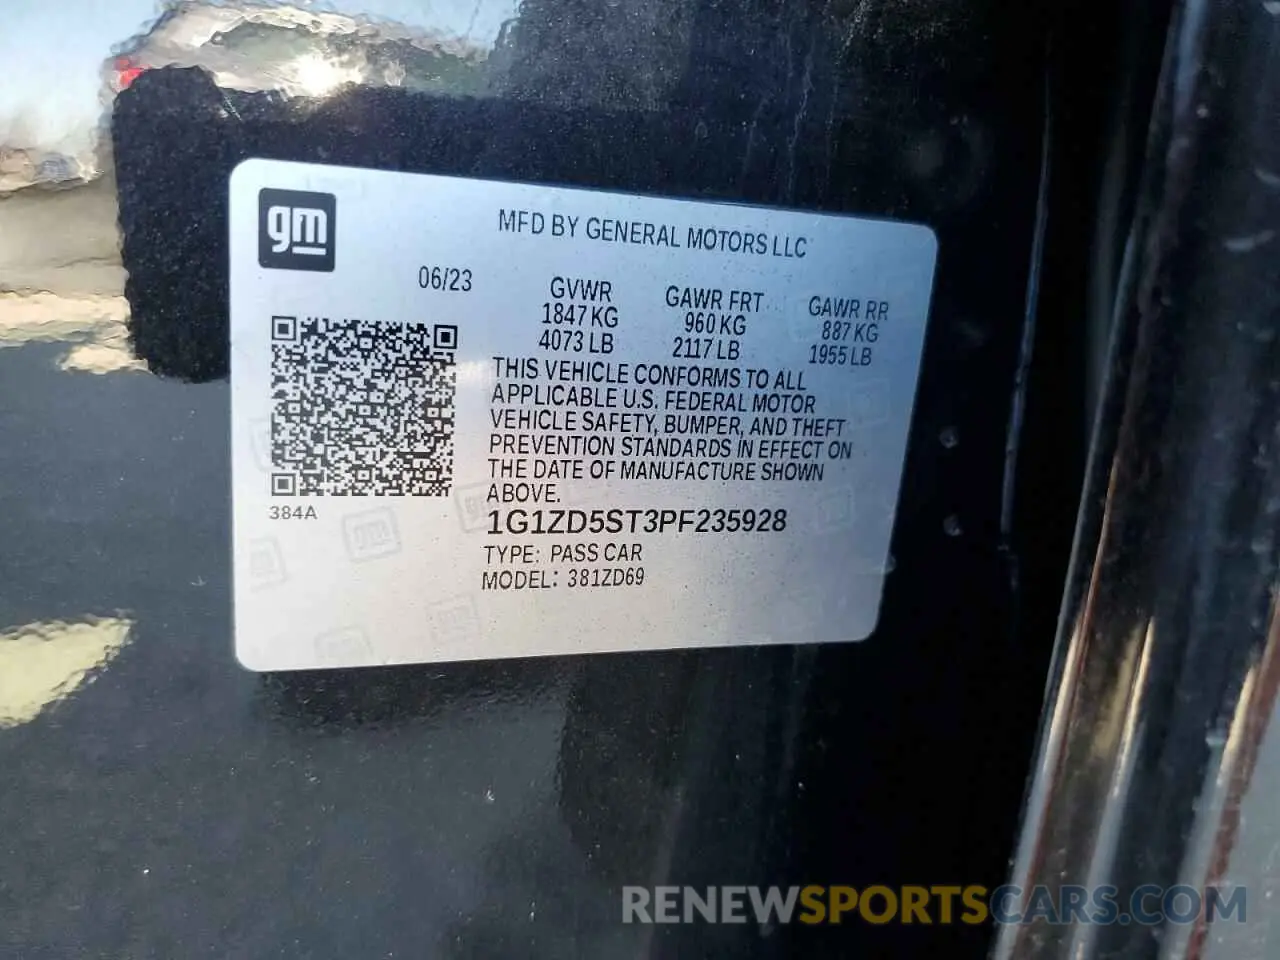 gm
MFD BY GENERAL MOTORS LLC
06/23
GVWR GAWR FRT GAWR RR
1847 KG 960 KG 887 KG
4073 LB 2117 LB 1955 LB
THIS VEHICLE CONFORMS TO ALL
APPLICABLE U.S. FEDERAL MOTOR
VEHICLE SAFETY, BUMPER, AND THEFT
PREVENTION STANDARDS IN EFFECT ON
THE DATE OF MANUFACTURE SHOWN
ABOVE.
384A
1G1ZD5ST3PF235928
TYPE: PASS CAR
MODEL: 381ZD69
RENEWSPORTSCARS.COM